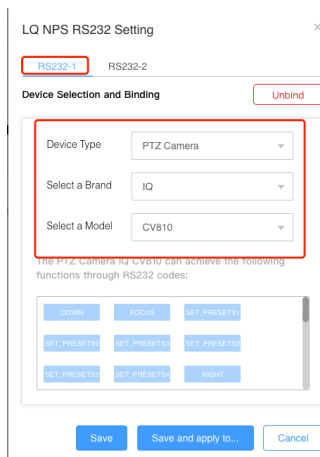 LQ NPS RS232 Setting
RS232-1 RS232-2
Device Selection and Binding Unbind
Device Type PTZ Camera
Select a Brand IQ
Select a Model CV810
The PTZ Camera IQ CV810 can achieve the following
functions through RS232 codes:
DOWN FOCUS SET_PRESETS1
SET_PRESETS6 SET_PRESETS3 SET_PRESETS2
SET_PRESETS5 SET_PRESETS4 RIGHT
Save Save and apply to... Cancel